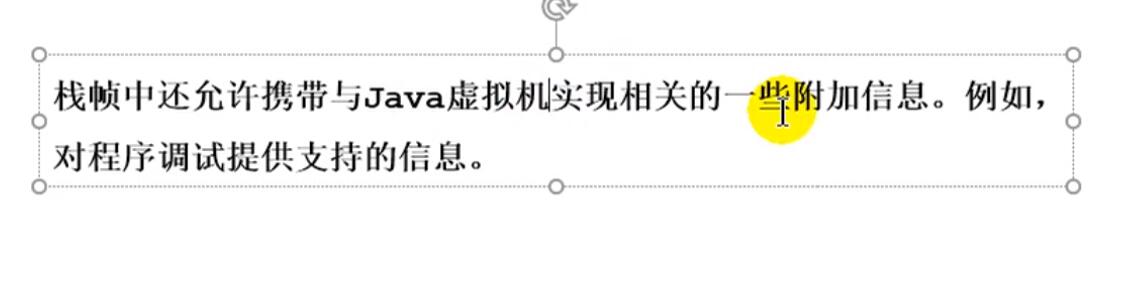 栈帧中还允许携带与Java虚拟机实现相关的一些附加信息。例如，
对程序调试提供支持的信息。